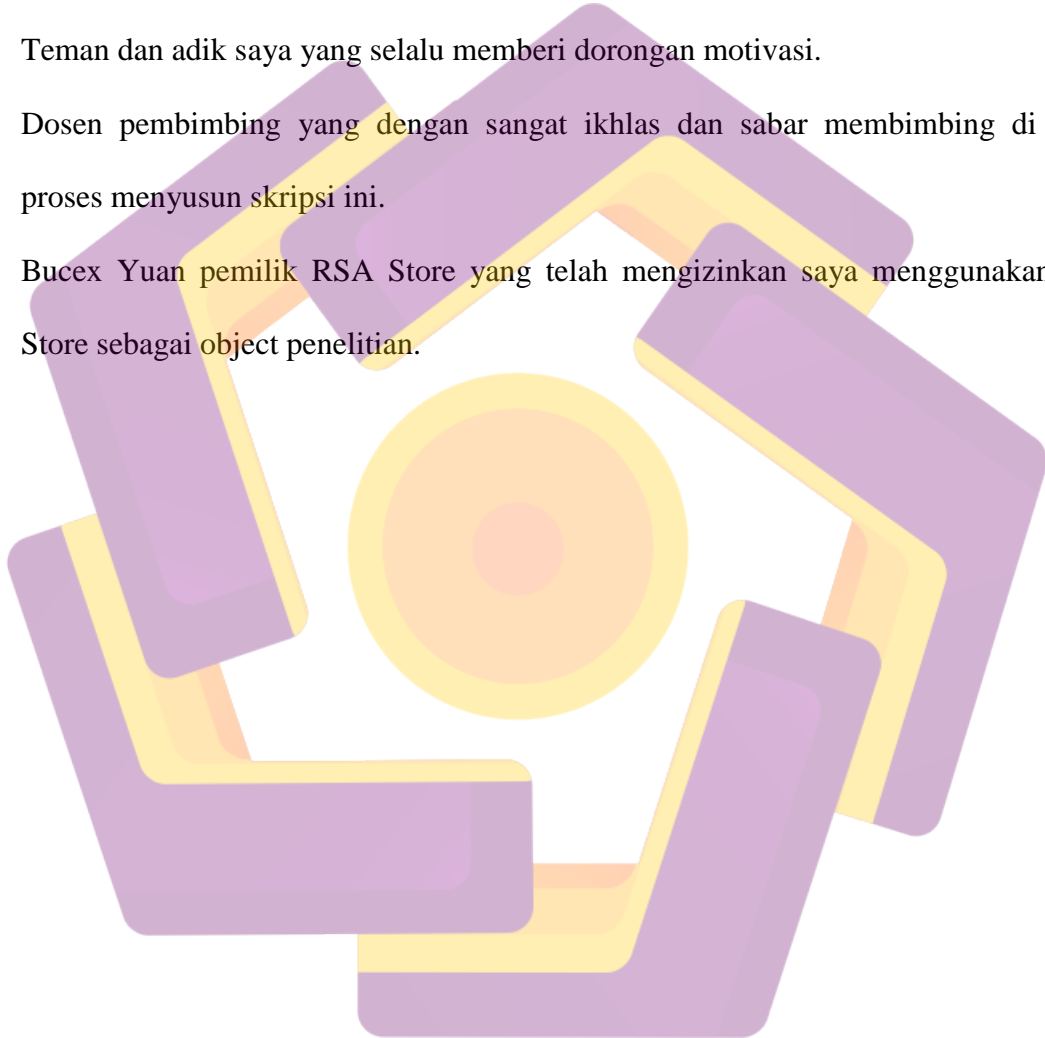 Teman dan adik saya yang selalu memberi dorongan motivasi.
Dosen pembimbing yang dengan sangat ikhlas dan sabar membimbing di
proses menyusun skripsi ini.
Bucex Yuan pemilik RSA Store yang telah mengizinkan saya menggunakan
Store sebagai object penelitian.